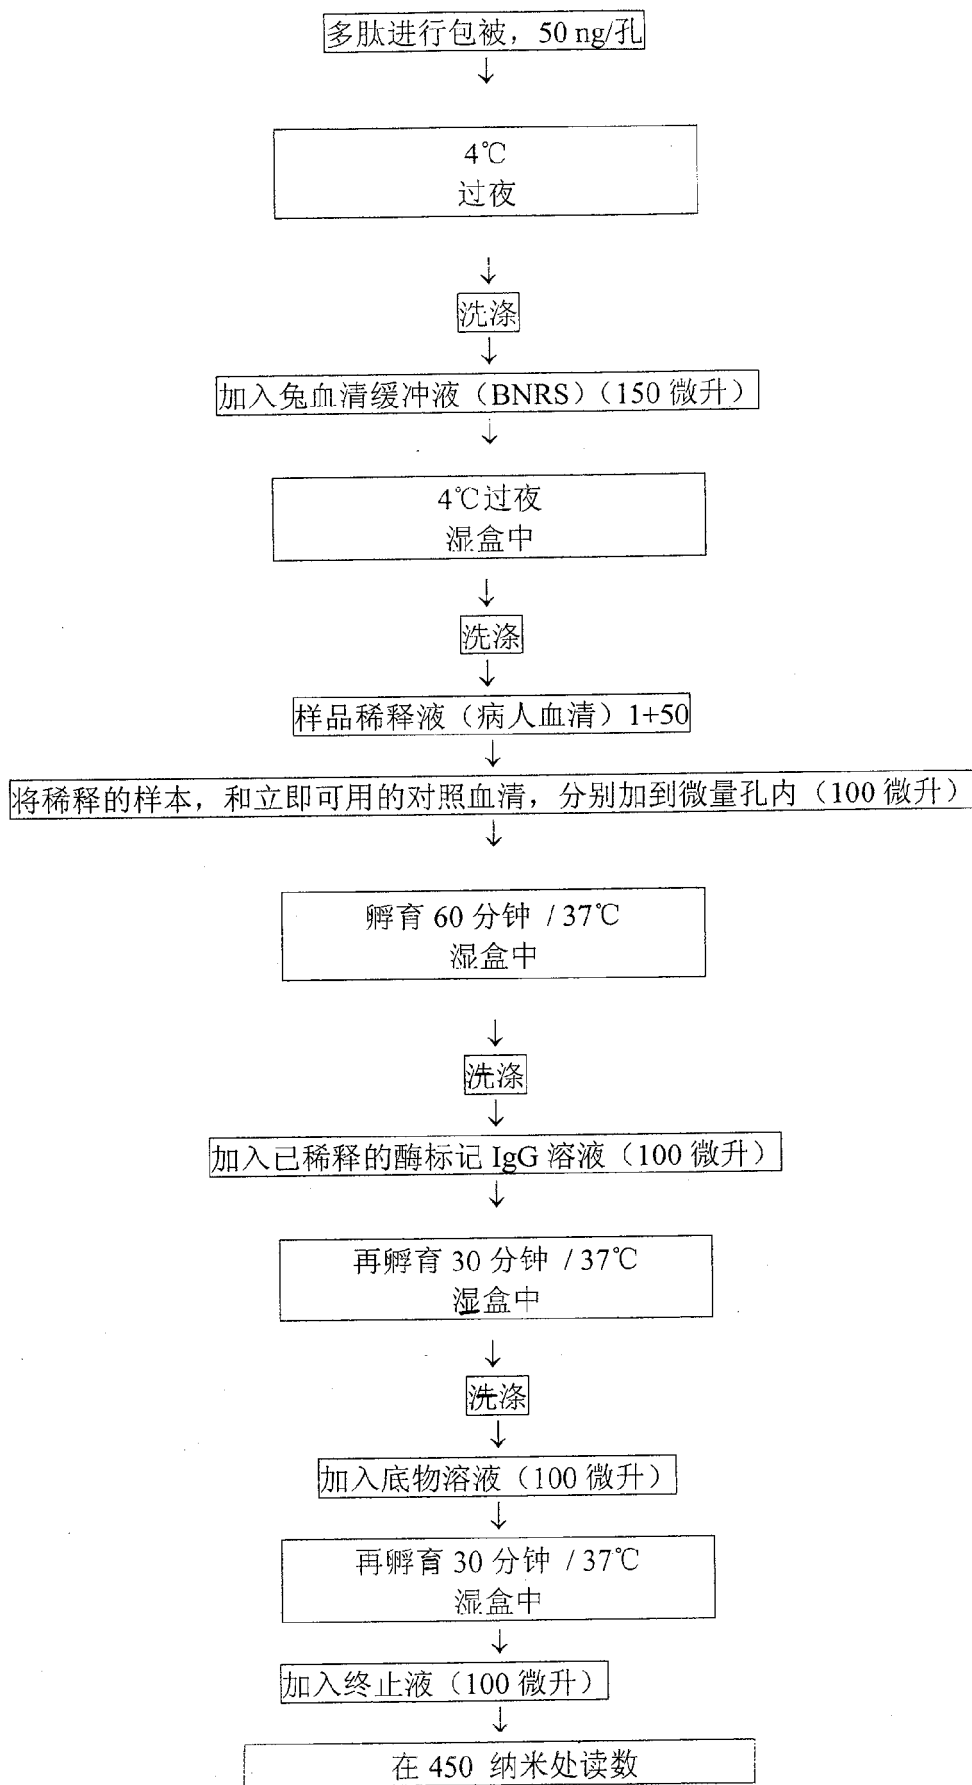 多肽进行包被，50 ng/孔
↓
4℃
过夜
↓
洗涤
↓
加入兔血清缓冲液（BNRS）（150 微升）
↓
4℃过夜
湿盒中
↓
洗涤
↓
样品稀释液（病人血清）1+50
↓
将稀释的样本，和立即可用的对照血清，分别加到微量孔内（100 微升）
↓
孵育 60 分钟 / 37℃
湿盒中
↓
洗涤
↓
加入已稀释的酶标记 IgG 溶液（100 微升）
↓
再孵育 30 分钟 / 37℃
湿盒中
↓
洗涤
↓
加入底物溶液（100 微升）
↓
再孵育 30 分钟 / 37℃
湿盒中
↓
加入终止液（100 微升）
↓
在 450 纳米处读数